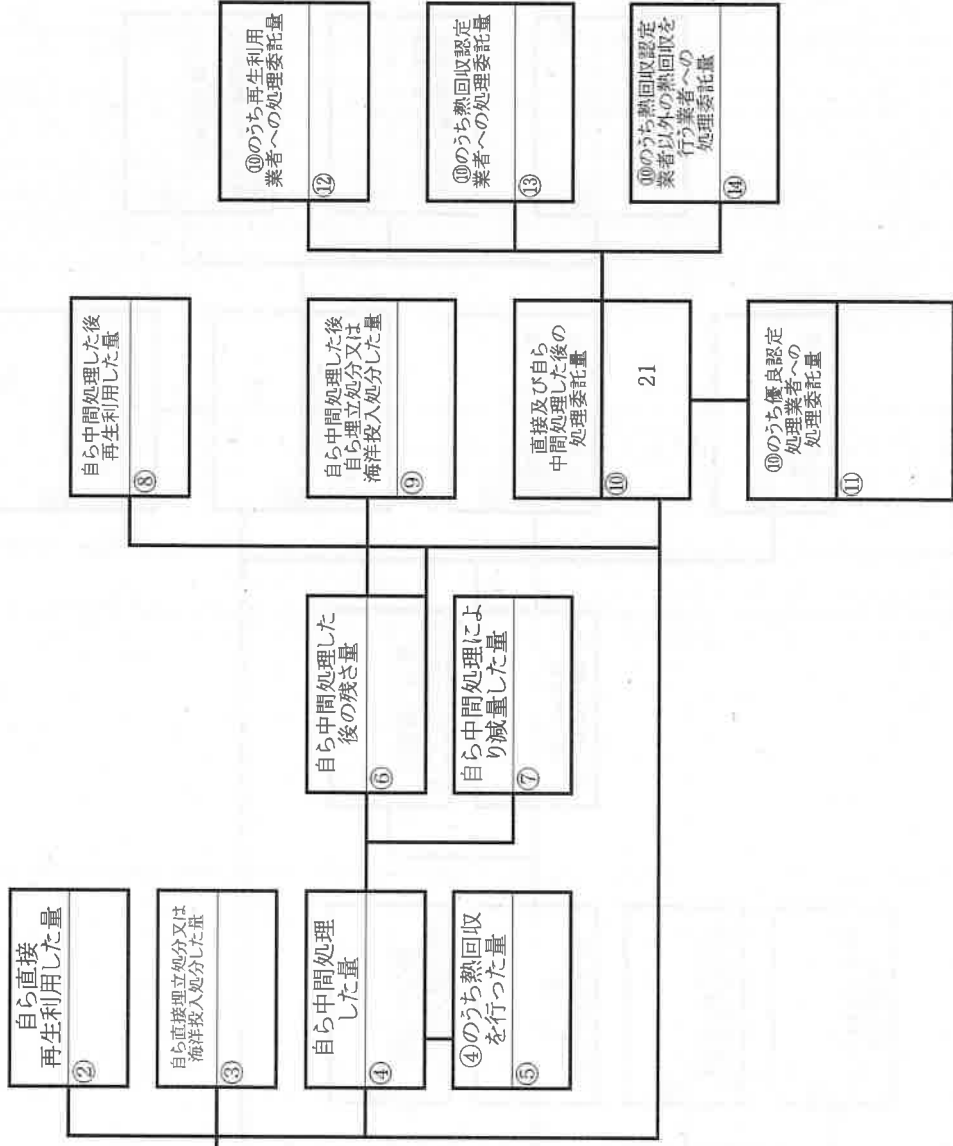 自ら直接
再生利用した量
②
自ら直接埋立処分又は
海洋投入処分した量
③
自ら中間処理
した量
④
④のうち熱回収
を行った量
⑤
自ら中間処理した
後の残さ量
⑥
自ら中間処理によ
り減量した量
⑦
自ら中間処理した後
再生利用した量
⑧
自ら中間処理した後
自ら埋立処分又は
海洋投入処分した量
⑨
直接及び自ら
中間処理した後の
処理委託量
⑩
21
⑩のうち優良認定
処理業者への
処理委託量
⑪
⑩のうち再生利用
業者への処理委託量
⑫
⑩のうち熱回収認定
業者への処理委託量
⑬
⑩のうち熱回収認定
業者以外の熱回収を
行う業者への
処理委託量
⑭